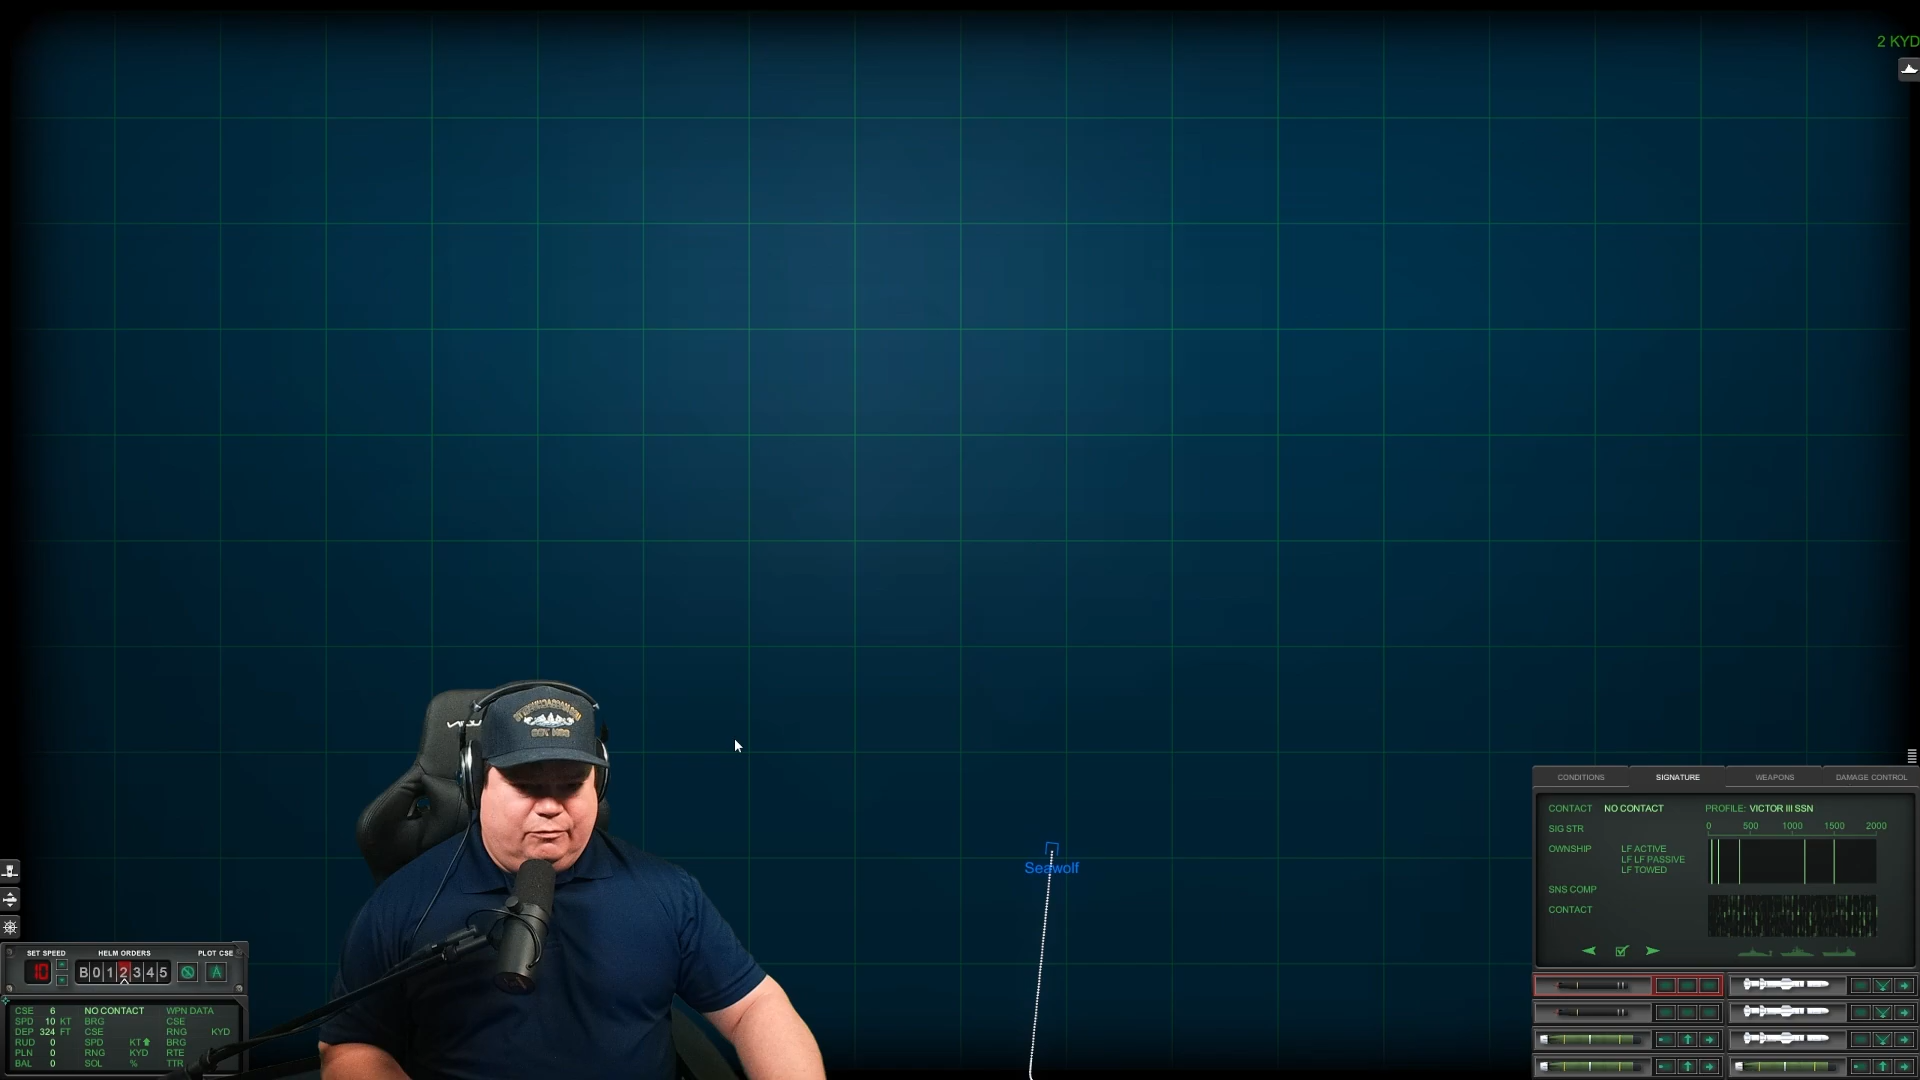 2 KYD
Seawolf
CONDITIONS SIGNATURE WEAPONS DAMAGE CONTROL
CONTACT NO CONTACT PROFILE: VICTOR III SSN
SIG STR 0 500 1000 1500 2000
OWNSHIP LF ACTIVE
LF LF PASSIVE
LF TOWED
SNS COMP
CONTACT
SET SPEED HELM ORDERS PLOT CSE
10 B 0 1 2 3 4 5 A
CSE 6 NO CONTACT WPN DATA
SPD 10 KT BRG CSE
DEP 324 FT CSE RNG KYD
RUD 0 SPD KT BRG
PLN 0 RNG KYD RTE
BAL 0 SOL % TTR